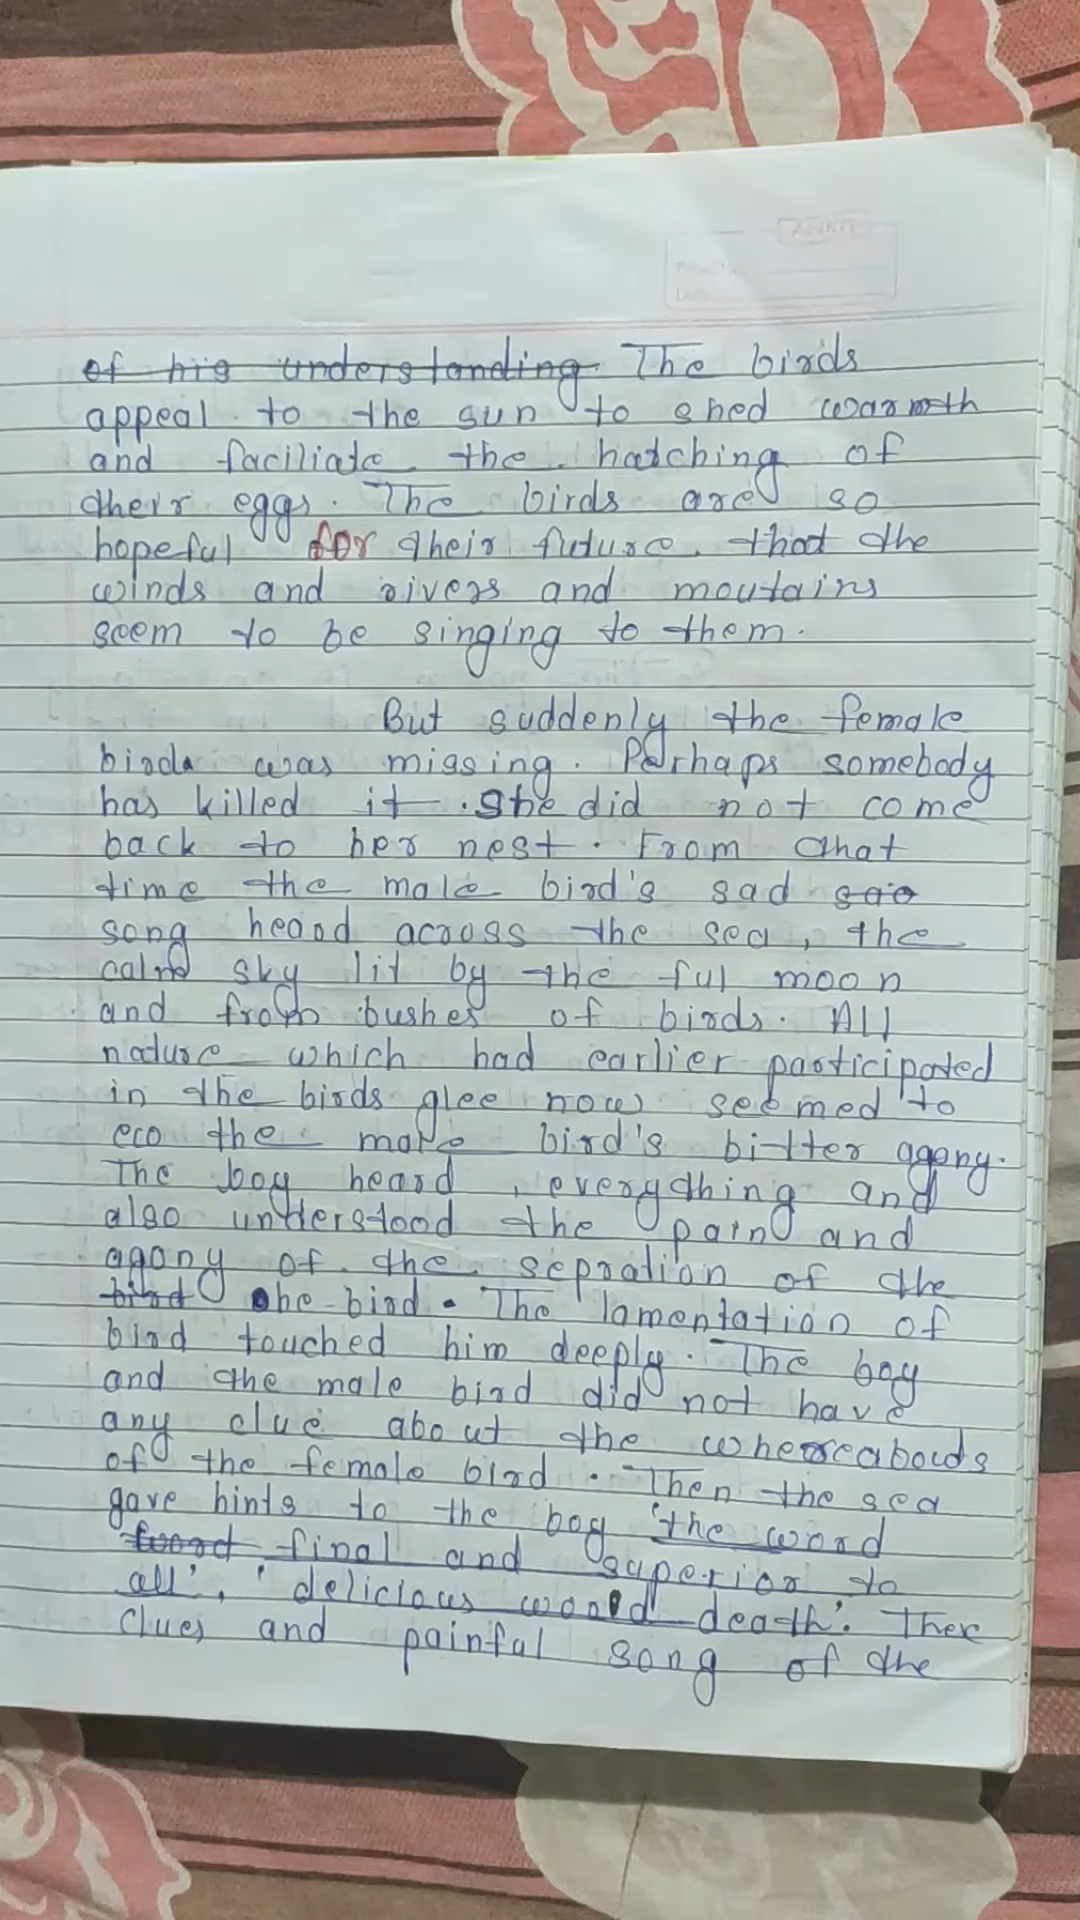 ANKIT
of his understanding. The birds
appeal to the sun to shed warmth
and faciliate the hatching of
their eggs. The birds are so
hopeful for their future, that the
winds and rivers and moutains
seem to be singing to them.
But suddenly the female
birds was missing. Perhaps somebody
has killed it. She did not come
back to her nest. From that
time the male bird's sad
song heard across the sea, the
calm sky lit by the ful moon
and from bushes of birds. All
nature which had earlier participated
in the birds glee now seemed to
eco the male bird's bitter agony.
The boy heard, everything and
also understood the pain and
agony of the sepration of the
bird he-bird. The lamentation of
bird touched him deeply. The boy
and the male bird did not have
any clue about the whereabouts
of the female bird. Then the sea
gave hints to the boy 'the word
final and superior to
all', 'delicious word death'. Thes
clues and painful song of the